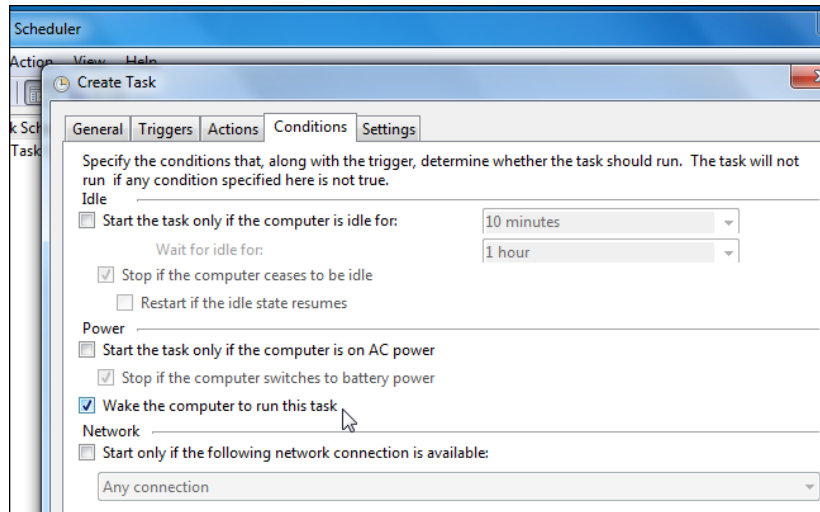 Scheduler
Action View Help
Create Task
k Sch
Task
General Triggers Actions Conditions Settings
Specify the conditions that, along with the trigger, determine whether the task should run. The task will not
run if any condition specified here is not true.
Idle
Start the task only if the computer is idle for: 10 minutes
Wait for idle for: 1 hour
Stop if the computer ceases to be idle
Restart if the idle state resumes
Power
Start the task only if the computer is on AC power
Stop if the computer switches to battery power
Wake the computer to run this task
Network
Start only if the following network connection is available:
Any connection